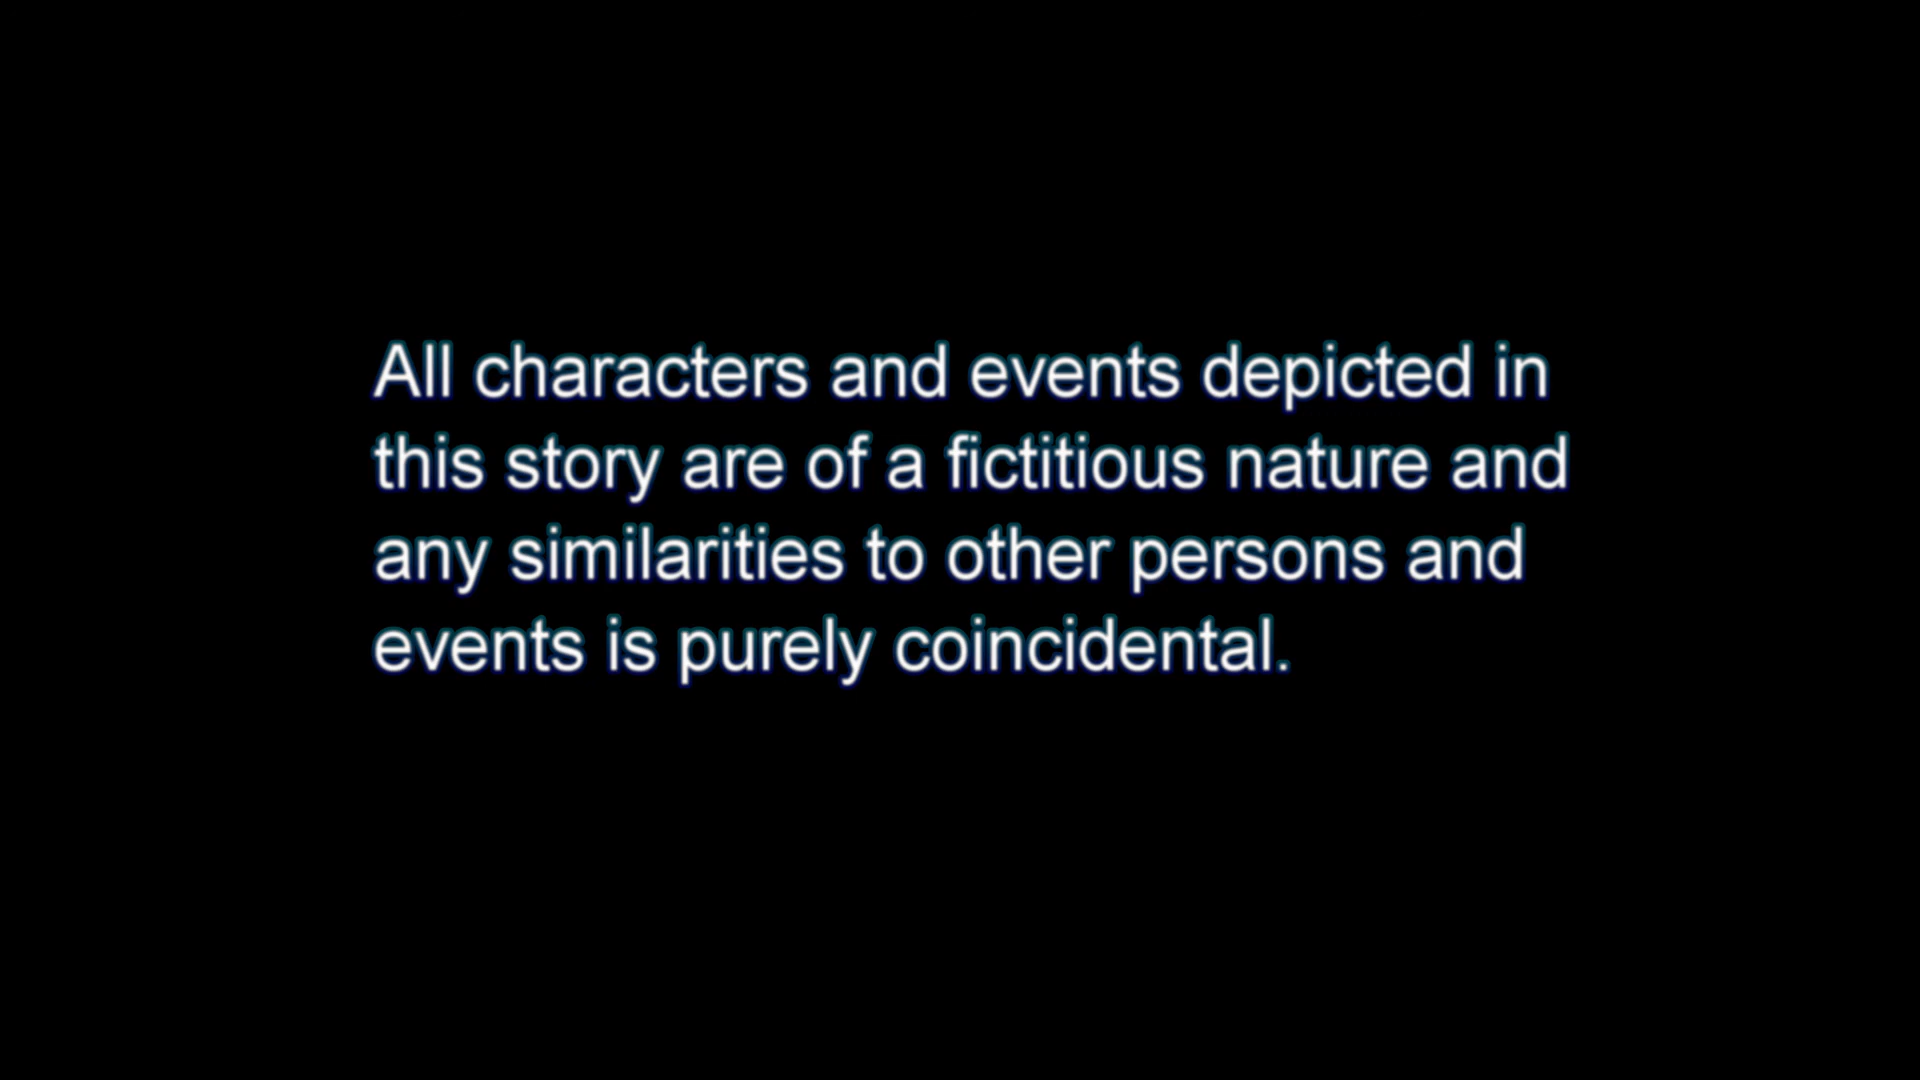 All characters and events depicted in
this story are of a fictitious nature and
any similarities to other persons and
events is purely coincidental.